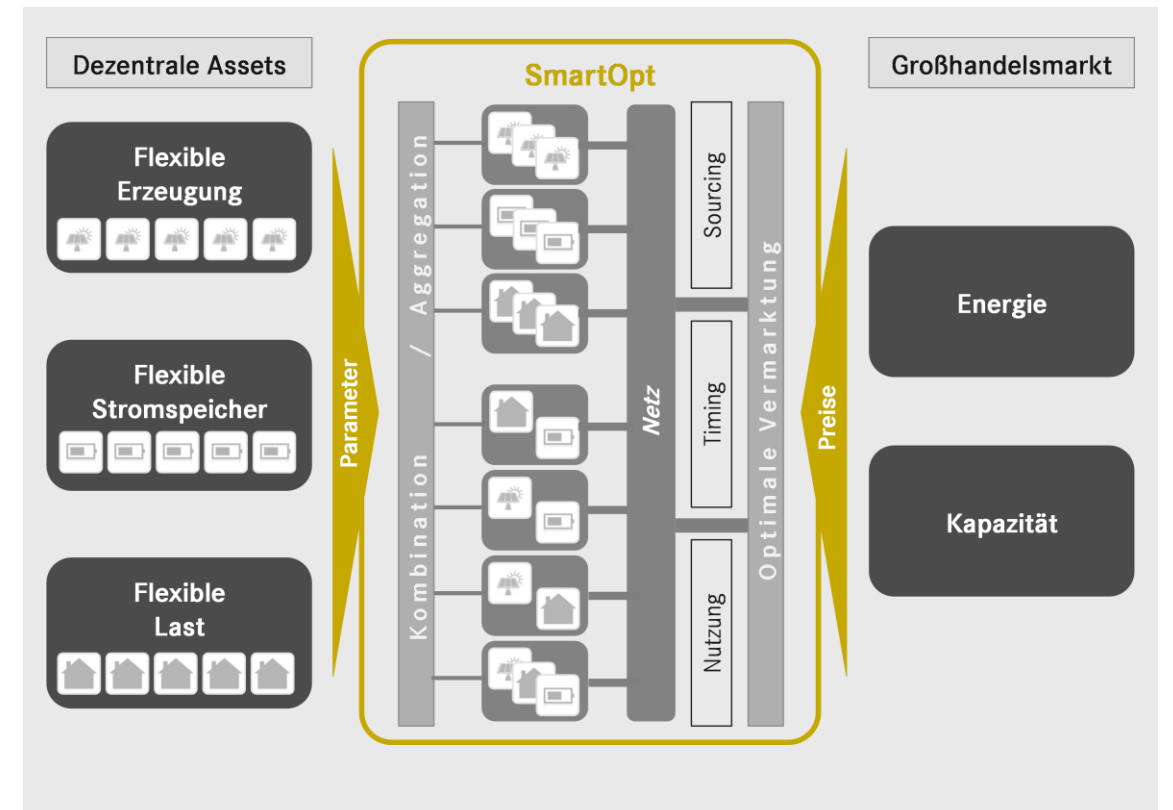 Dezentrale Assets
Flexible
Erzeugung
Flexible
Stromspeicher
Flexible
Last
Parameter
SmartOpt
Kombination / Aggregation
Netz
Sourcing
Timing
Nutzung
Optimale Vermarktung
Preise
Großhandelsmarkt
Energie
Kapazität